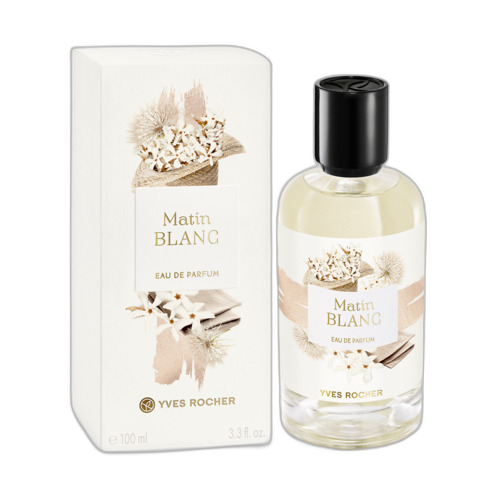 Matin
BLANC
EAU DE PARFUM
YVES ROCHER
e 100 ml 3.3 fl. oz.
Matin
BLANC
EAU DE PARFUM
YVES ROCHER